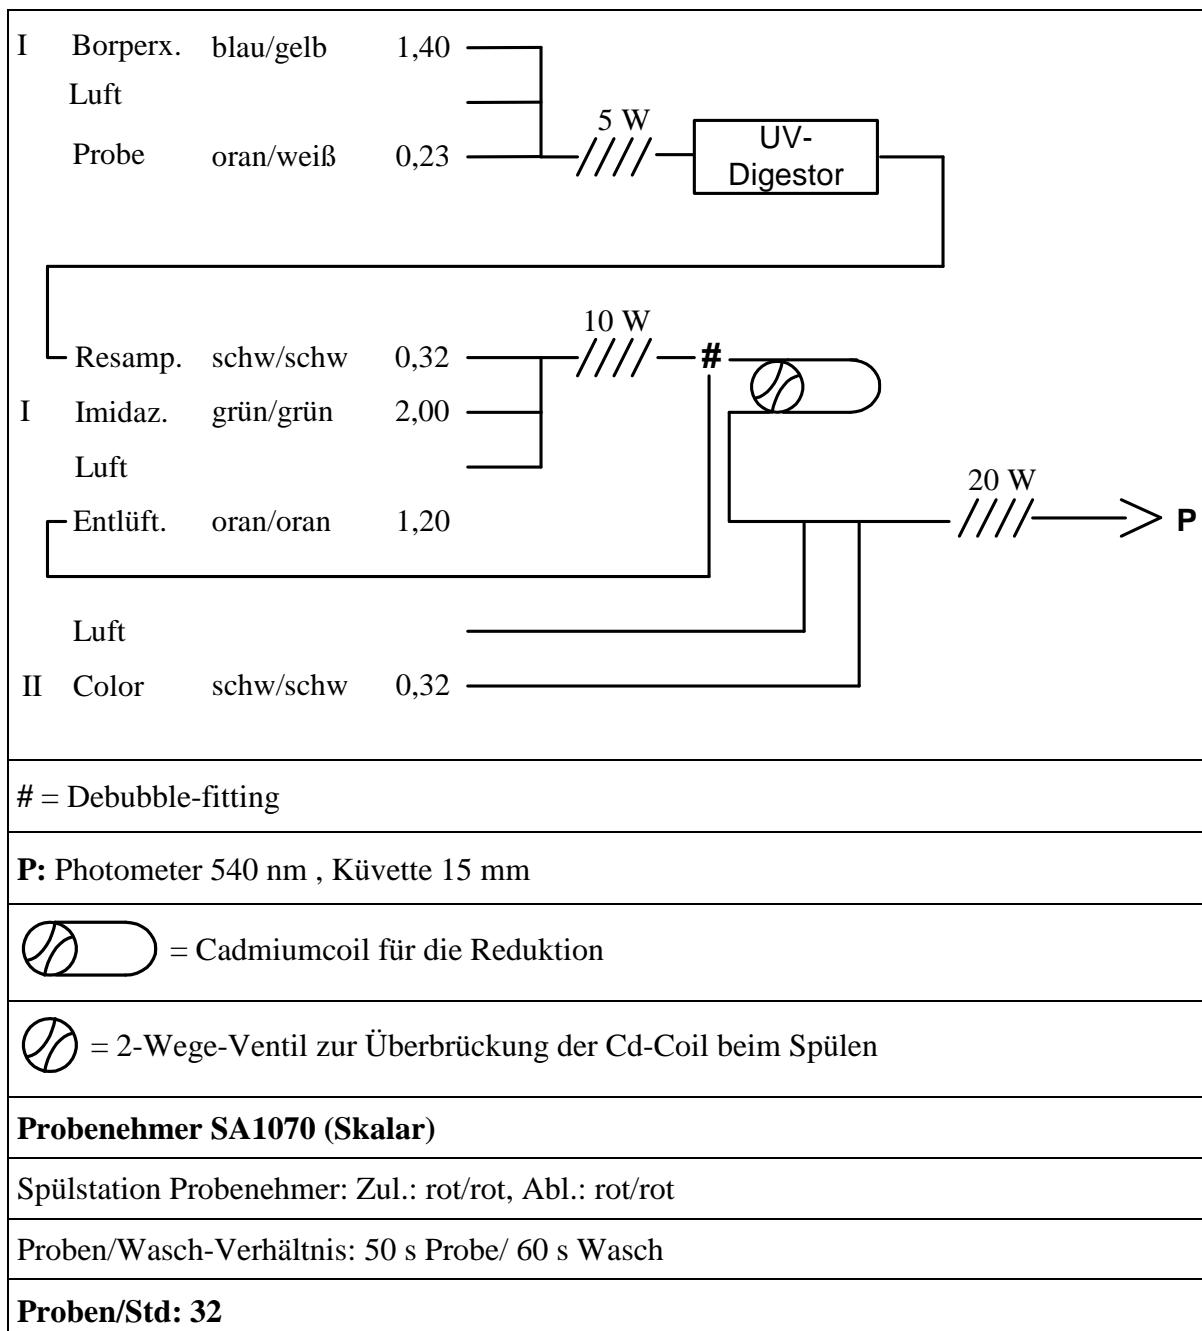 I Borperx. blau/gelb 1,40
Luft
5 W
Probe oran/weiß 0,23
UV-
Digestor
10 W
Resamp. schw/schw 0,32
#
I Imidaz. grün/grün 2,00
Luft
20 W
Entlüft. oran/oran 1,20
P
Luft
II Color schw/schw 0,32
# = Debubble-fitting
P: Photometer 540 nm , Küvette 15 mm
= Cadmiumcoil für die Reduktion
= 2-Wege-Ventil zur Überbrückung der Cd-Coil beim Spülen
Probenehmer SA1070 (Skalar)
Spülstation Probenehmer: Zul.: rot/rot, Abl.: rot/rot
Proben/Wasch-Verhältnis: 50 s Probe/ 60 s Wasch
Proben/Std: 32